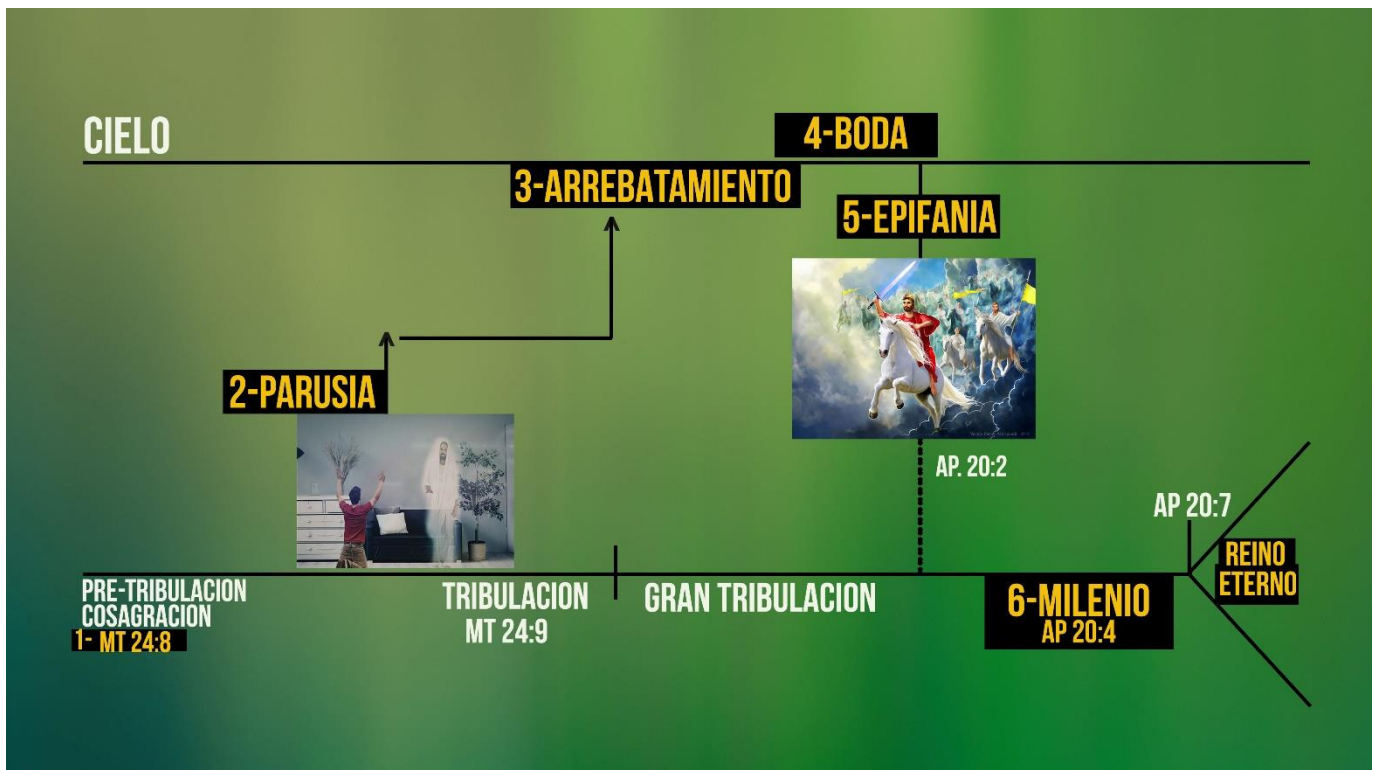 CIELO
4-BODA
3-ARREBATAMIENTO
5-EPIFANIA
2-PARUSIA
AP. 20:2
AP 20:7
REINO
ETERNO
PRE-TRIBULACION
COSAGRACION
1- MT 24:8
TRIBULACION
MT 24:9
GRAN TRIBULACION
6-MILENIO
AP 20:4